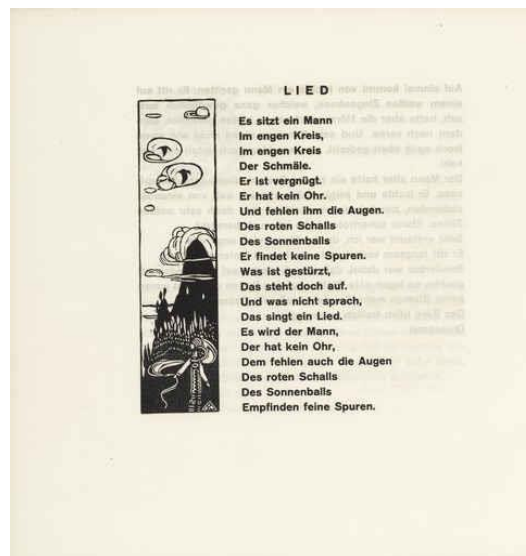 LIED
Es sitzt ein Mann
Im engen Kreis,
Im engen Kreis
Der Schmäle.
Er ist vergnügt.
Er hat kein Ohr.
Und fehlen ihm die Augen.
Des roten Schalls
Des Sonnenballs
Er findet keine Spuren.
Was ist gestürzt,
Das steht doch auf.
Und was nicht sprach,
Das singt ein Lied.
Es wird der Mann,
Der hat kein Ohr,
Dem fehlen auch die Augen
Des roten Schalls
Des Sonnenballs
Empfinden feine Spuren.